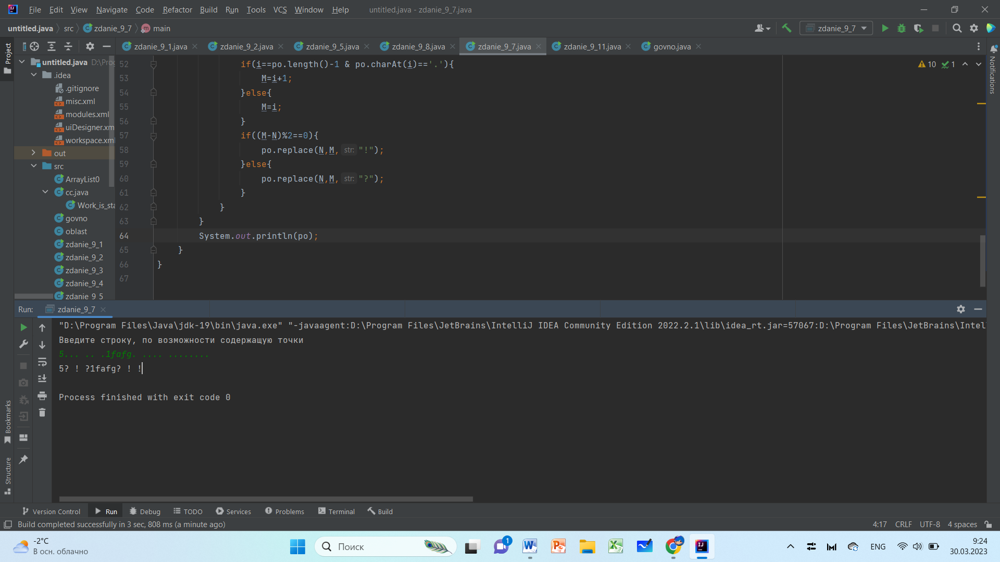 File Edit View Navigate Code Refactor Build Run Tools VCS Window Help untitled.java - zdanie_9_7.java
untitled.java src zdanie_9_7 main zdanie_9_7
Project
zdanie_9_1.java zdanie_9_2.java zdanie_9_5.java zdanie_9_8.java zdanie_9_7.java zdanie_9_11.java govno.java
Notifications
untitled.java D:\Prog
.idea
.gitignore
misc.xml
modules.xml
uiDesigner.xm
workspace.xml
out
src
ArrayList0
cc.java
Work_is_sta
govno
oblast
zdanie_9_1
zdanie_9_2
zdanie_9_3
zdanie_9_4
zdanie_9_5
10 1
52 if(i==po.length()-1 & po.charAt(i)=='.'){
53 M=i+1;
54 }else{
55 M=i;
56 }
57 if((M-N)%2==0){
58 po.replace(N,M, str: "!");
59 }else{
60 po.replace(N,M, str: "?");
61 }
62 }
63 }
64 System.out.println(po);
65 }
66 }
67
Run: zdanie_9_7
"D:\Program Files\Java\jdk-19\bin\java.exe" "-javaagent:D:\Program Files\JetBrains\IntelliJ IDEA Community Edition 2022.2.1\lib\idea_rt.jar=57067:D:\Program Files\JetBrains\Intel
Введите строку, по возможности содержащую точки
5... .. .1fafg. .... ........
5? ! ?1fafg? ! !
Process finished with exit code 0
Bookmarks
Structure
Version Control Run Debug TODO Services Problems Terminal Build
Build completed successfully in 3 sec, 808 ms (a minute ago) 4:17 CRLF UTF-8 4 spaces
-2°C
В осн. облачно
Поиск
1
ENG
9:24
30.03.2023